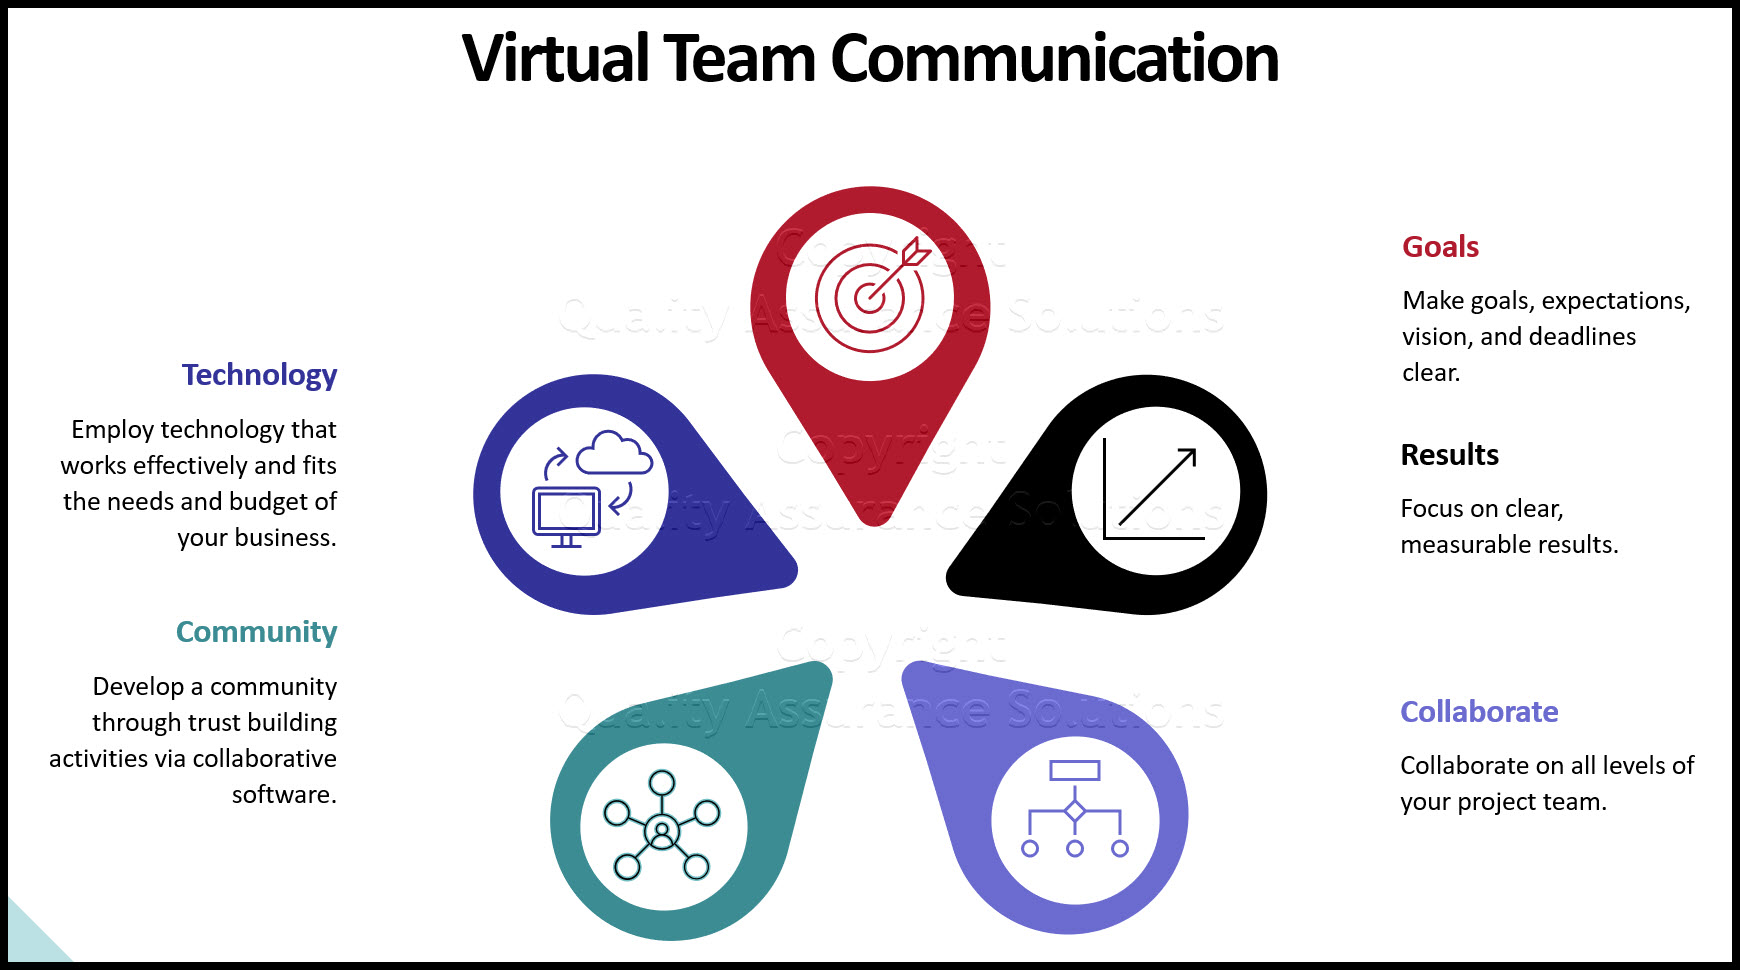 Virtual Team Communication
Goals
Make goals, expectations,
vision, and deadlines
clear.
Technology
Employ technology that
works effectively and fits
the needs and budget of
your business.
Results
Focus on clear,
measurable results.
Community
Develop a community
through trust building
activities via collaborative
software.
Collaborate
Collaborate on all levels of
your project team.
Copyright
Quality Assurance Solutions
Copyright
Quality Assurance Solutions
Copyright
Quality Assurance Solutions